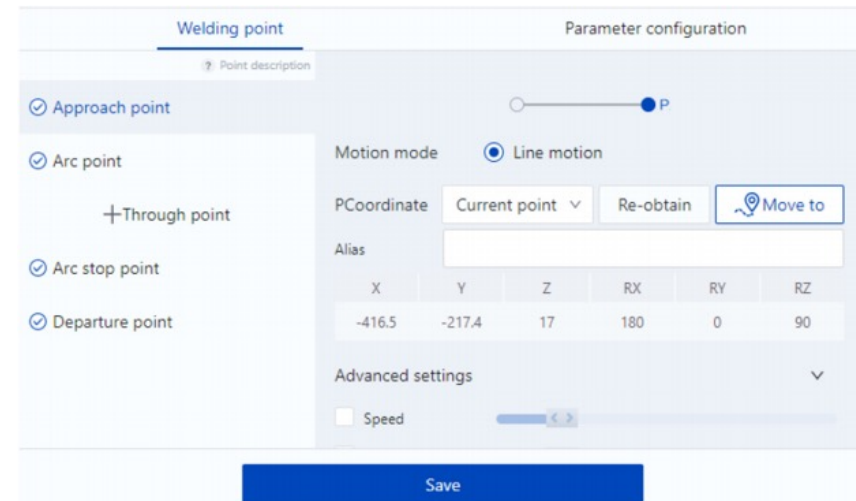 Welding point
Parameter configuration
? Point description
Approach point
P
Arc point
Motion mode
Line motion
+Through point
PCoordinate
Current point
Re-obtain
Move to
Alias
Arc stop point
X Y Z RX RY RZ
Departure point
-416.5 -217.4 17 180 0 90
Advanced settings
Speed
Save